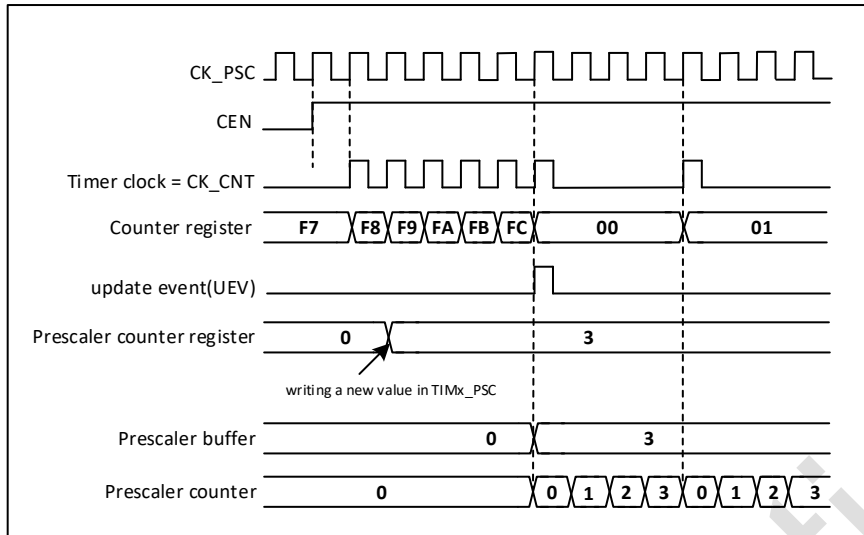 CK_PSC
CEN
Timer clock = CK_CNT
Counter register F7 F8 F9 FA FB FC 00 01
update event(UEV)
Prescaler counter register 0 3
writing a new value in TIMx_PSC
Prescaler buffer 0 3
Prescaler counter 0 0 1 2 3 0 1 2 3